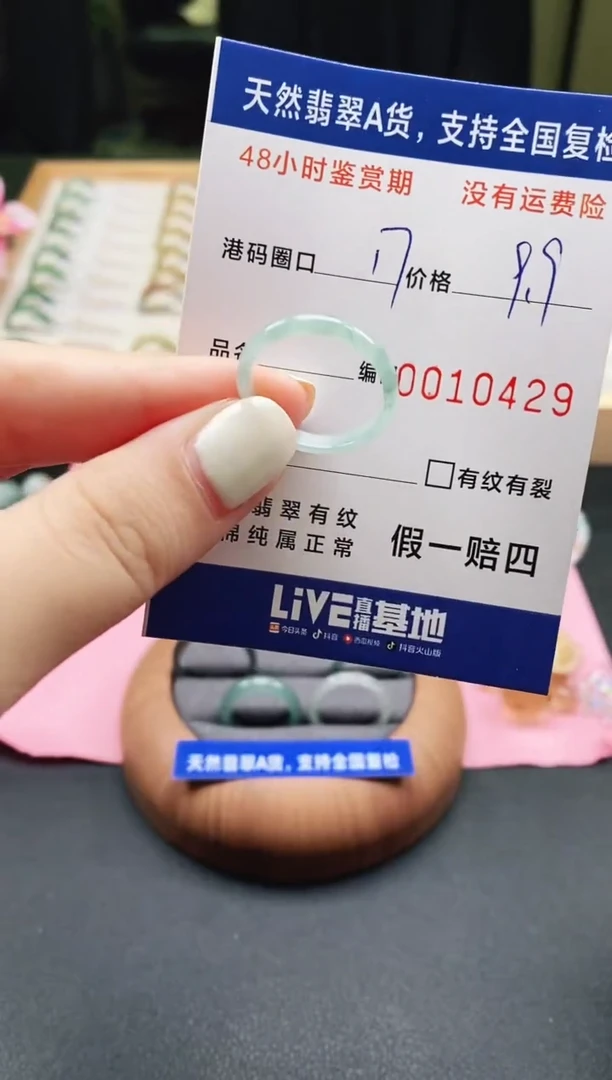 天然翡翠A货，支持全国复检
48小时鉴赏期 没有运费险
港码圈口 17 价格 99
品 编 0010429
□有纹有裂
翡翠有纹
棉纯属正常 假一赔四
LiVE直播基地
今日头条 抖音 西瓜视频 抖音火山版
天然翡翠A货，支持全国复检